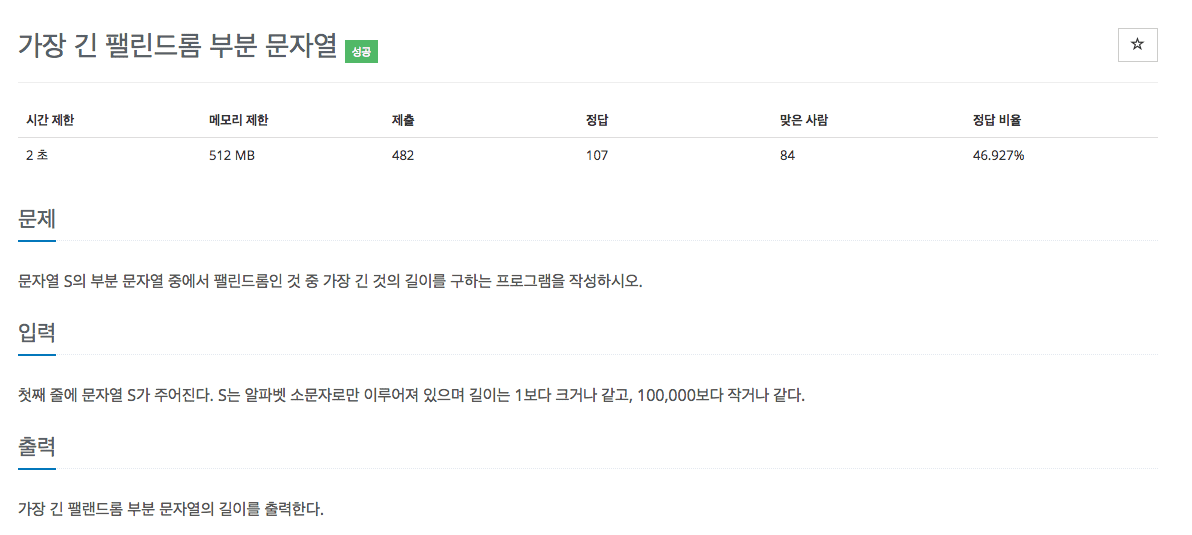 가장 긴 팰린드롬 부분 문자열 성공
☆
시간 제한 메모리 제한 제출 정답 맞은 사람 정답 비율
2 초 512 MB 482 107 84 46.927%
문제
문자열 S의 부분 문자열 중에서 팰린드롬인 것 중 가장 긴 것의 길이를 구하는 프로그램을 작성하시오.
입력
첫째 줄에 문자열 S가 주어진다. S는 알파벳 소문자로만 이루어져 있으며 길이는 1보다 크거나 같고, 100,000보다 작거나 같다.
출력
가장 긴 팰랜드롬 부분 문자열의 길이를 출력한다.